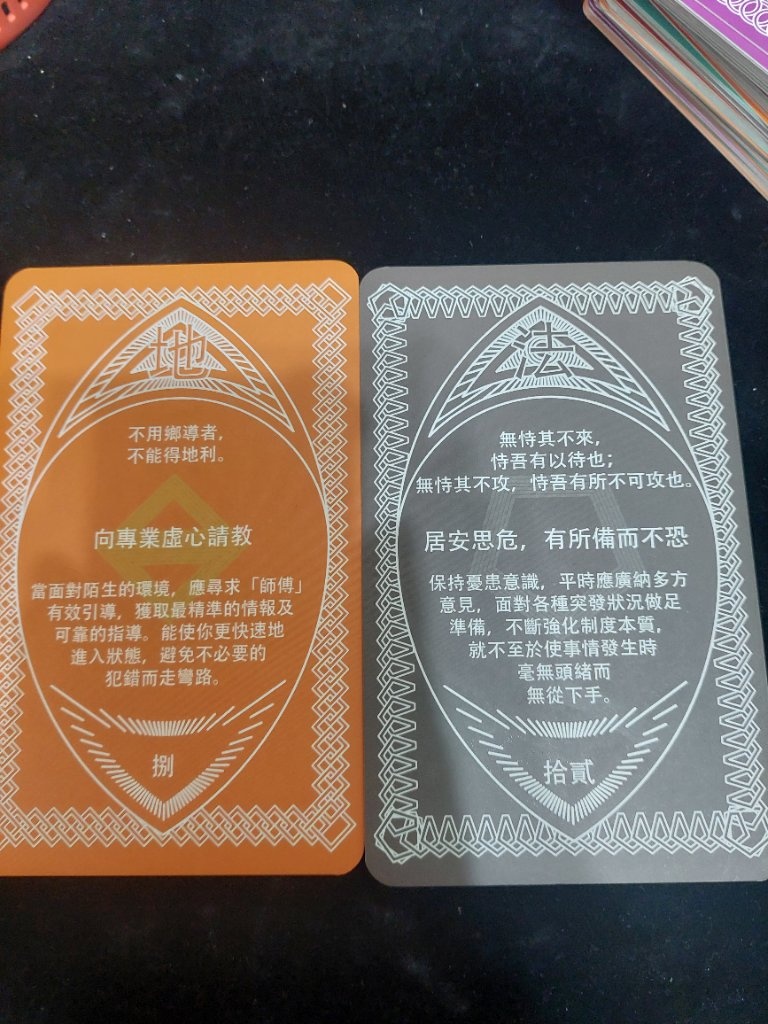 地
不用鄉導者，
不能得地利。
向專業虛心請教
當面對陌生的環境，應尋求「師傅」
有效引導，獲取最精準的情報及
可靠的指導。能使你更快速地
進入狀態，避免不必要的
犯錯而走彎路。
捌
法
無恃其不來，
恃吾有以待也；
無恃其不攻，恃吾有所不可攻也。
居安思危，有所備而不恐
保持憂患意識，平時應廣納多方
意見，面對各種突發狀況做足
準備，不斷強化制度本質，
就不至於使事情發生時
毫無頭緒而
無從下手。
拾貳